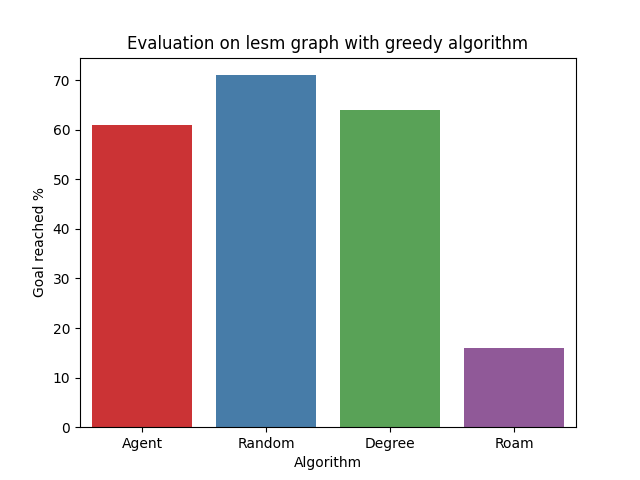 Evaluation on lesm graph with greedy algorithm
Goal reached %
70
60
50
40
30
20
10
0
Agent Random Degree Roam
Algorithm